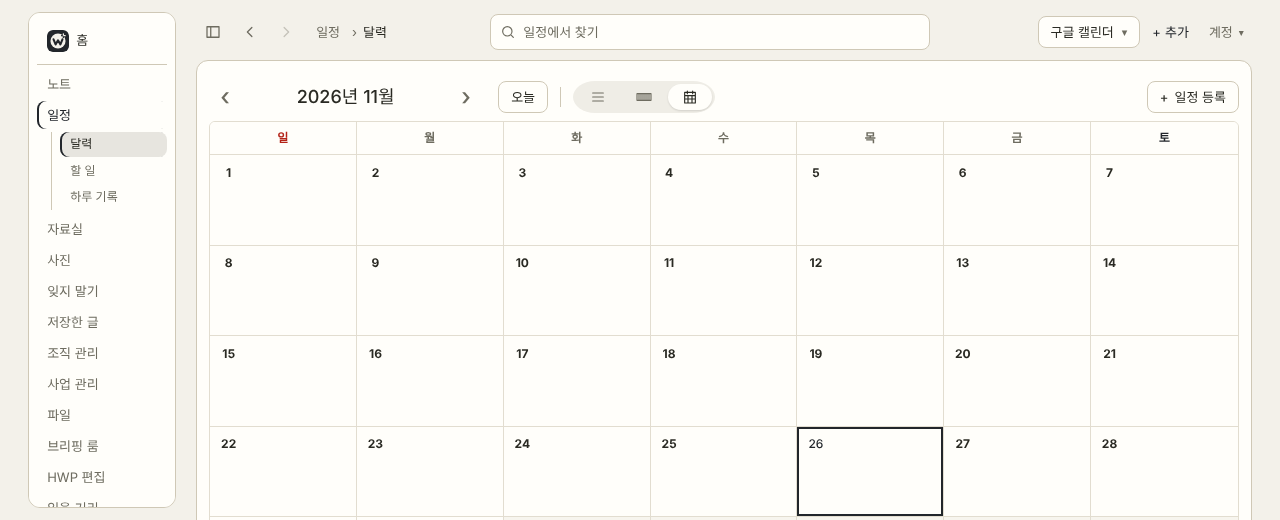 홈
노트
일정
달력
할 일
하루 기록
자료실
사진
잊지 말기
저장한 글
조직 관리
사업 관리
파일
브리핑 룸
HWP 편집
일정 › 달력
일정에서 찾기
구글 캘린더 ▾
+ 추가
계정 ▾
‹ 2026년 11월 ›
오늘
+ 일정 등록
일 월 화 수 목 금 토
1 2 3 4 5 6 7
8 9 10 11 12 13 14
15 16 17 18 19 20 21
22 23 24 25 26 27 28